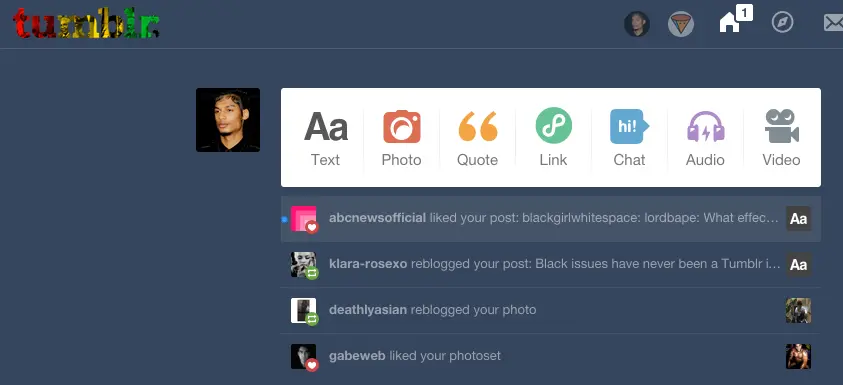 tumblr.
1
Aa
hi!
Text
Photo
Quote
Link
Chat
Audio
Video
abcnewsofficial liked your post: blackgirlwhitespace: lordbape: What effec...
Aa
klara-rosexo reblogged your post: Black issues have never been a Tumblr i...
Aa
deathlyasian reblogged your photo
gabeweb liked your photoset